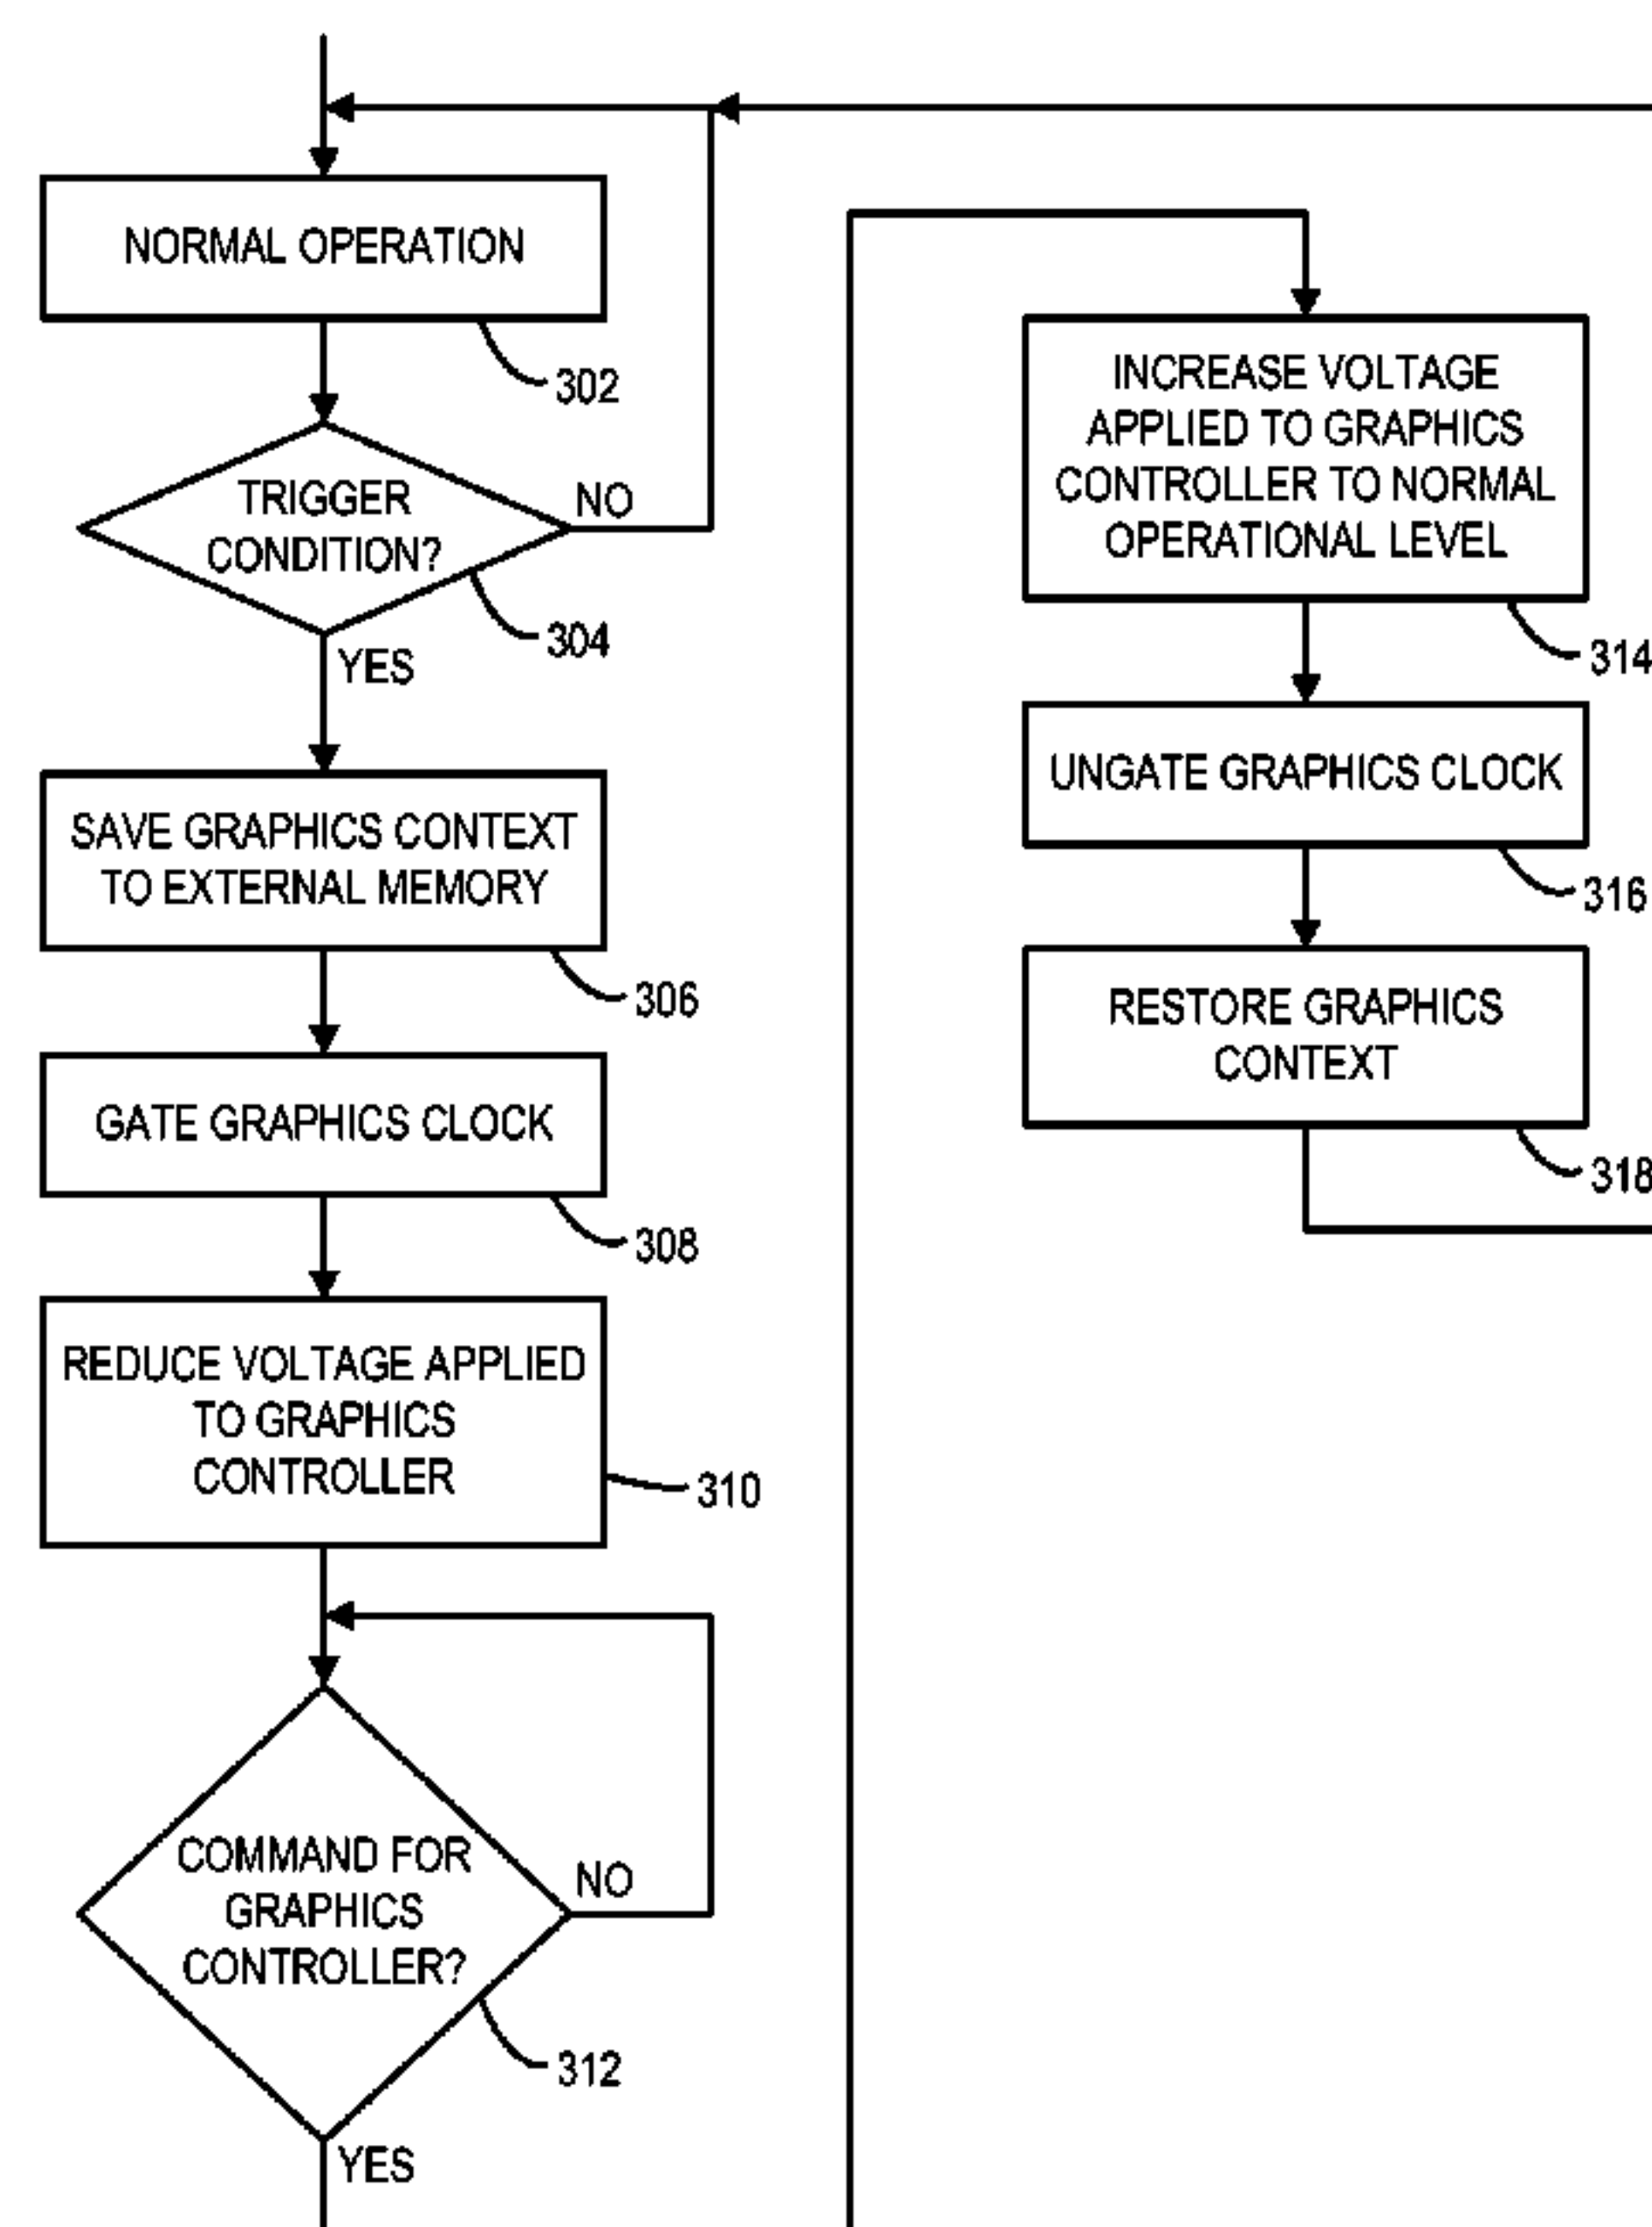 NORMAL OPERATION
302
TRIGGER
CONDITION?
NO
304
YES
SAVE GRAPHICS CONTEXT
TO EXTERNAL MEMORY
306
GATE GRAPHICS CLOCK
308
REDUCE VOLTAGE APPLIED
TO GRAPHICS
CONTROLLER
310
COMMAND FOR
GRAPHICS
CONTROLLER?
NO
312
YES
INCREASE VOLTAGE
APPLIED TO GRAPHICS
CONTROLLER TO NORMAL
OPERATIONAL LEVEL
314
UNGATE GRAPHICS CLOCK
316
RESTORE GRAPHICS
CONTEXT
318